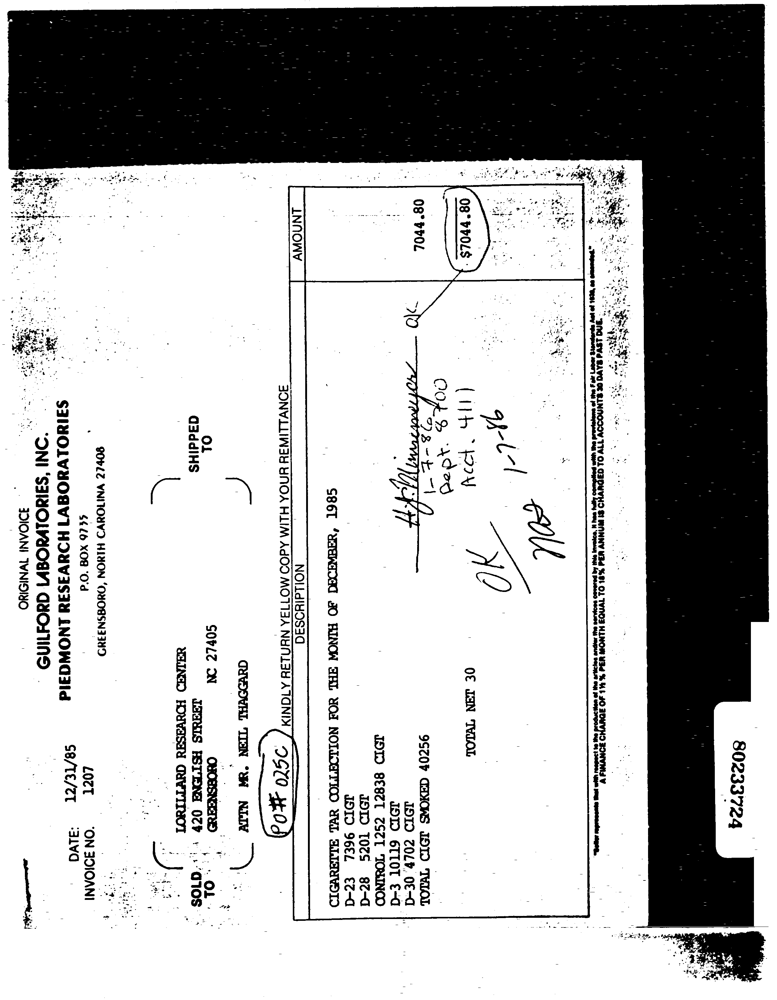 ORIGINAL INVOICE
GUILFORD LABORATORIES, INC.
PIEDMONT RESEARCH LABORATORIES
P.O. BOX 9735
GREENSBORO, NORTH CAROLINA 27408
DATE: 12/31/85
INVOICE NO. 1207
SOLD TO
LORILLARD RESEARCH CENTER
420 ENGLISH STREET
GREENSBORO NC 27405
ATTN MR. NEIL THAGGARD
SHIPPED TO
PO# 025C
KINDLY RETURN YELLOW COPY WITH YOUR REMITTANCE
DESCRIPTION AMOUNT
CIGARETTE TAR COLLECTION FOR THE MONTH OF DECEMBER, 1985
D-23 7396 CIGT
D-28 5201 CIGT
CONTROL 1252 12838 CIGT
D-3 10119 CIGT
D-30 4702 CIGT
TOTAL CIGT SMOKED 40256 7044.80
TOTAL NET 30 $7044.80
H.J. Minnemeyer OK
1-7-86
Dept. 8700
Acct. 4111
OK
1-7-86
"Seller represents that with respect to the production of the articles and/or the services covered by this invoice, it has fully complied with the provisions of the Fair Labor Standards Act of 1938, as amended."
A FINANCE CHARGE OF 1½ % PER MONTH EQUAL TO 18% PER ANNUM IS CHARGED TO ALL ACCOUNTS 30 DAYS PAST DUE.
80233724